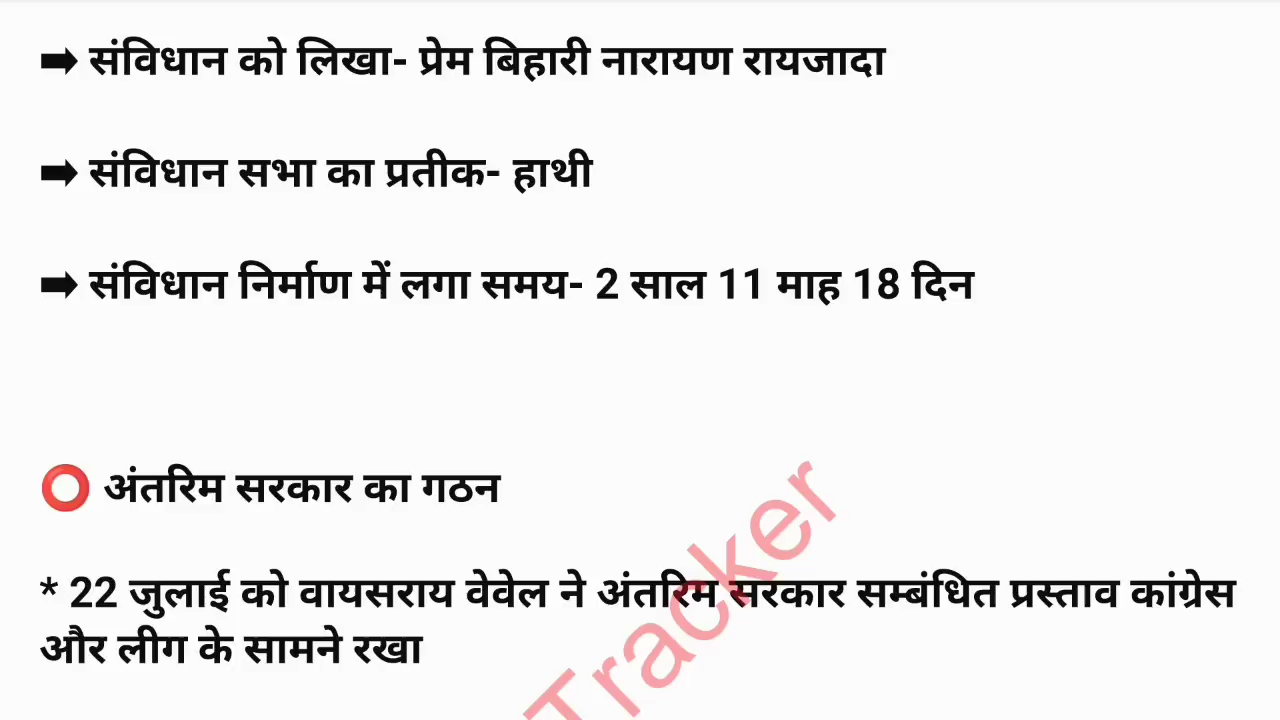 ➡ संविधान को लिखा- प्रेम बिहारी नारायण रायजादा
➡ संविधान सभा का प्रतीक- हाथी
➡ संविधान निर्माण में लगा समय- 2 साल 11 माह 18 दिन
⭕ अंतरिम सरकार का गठन
* 22 जुलाई को वायसराय वेवेल ने अंतरिम सरकार सम्बंधित प्रस्ताव कांग्रेस
और लीग के सामने रखा
Tracker